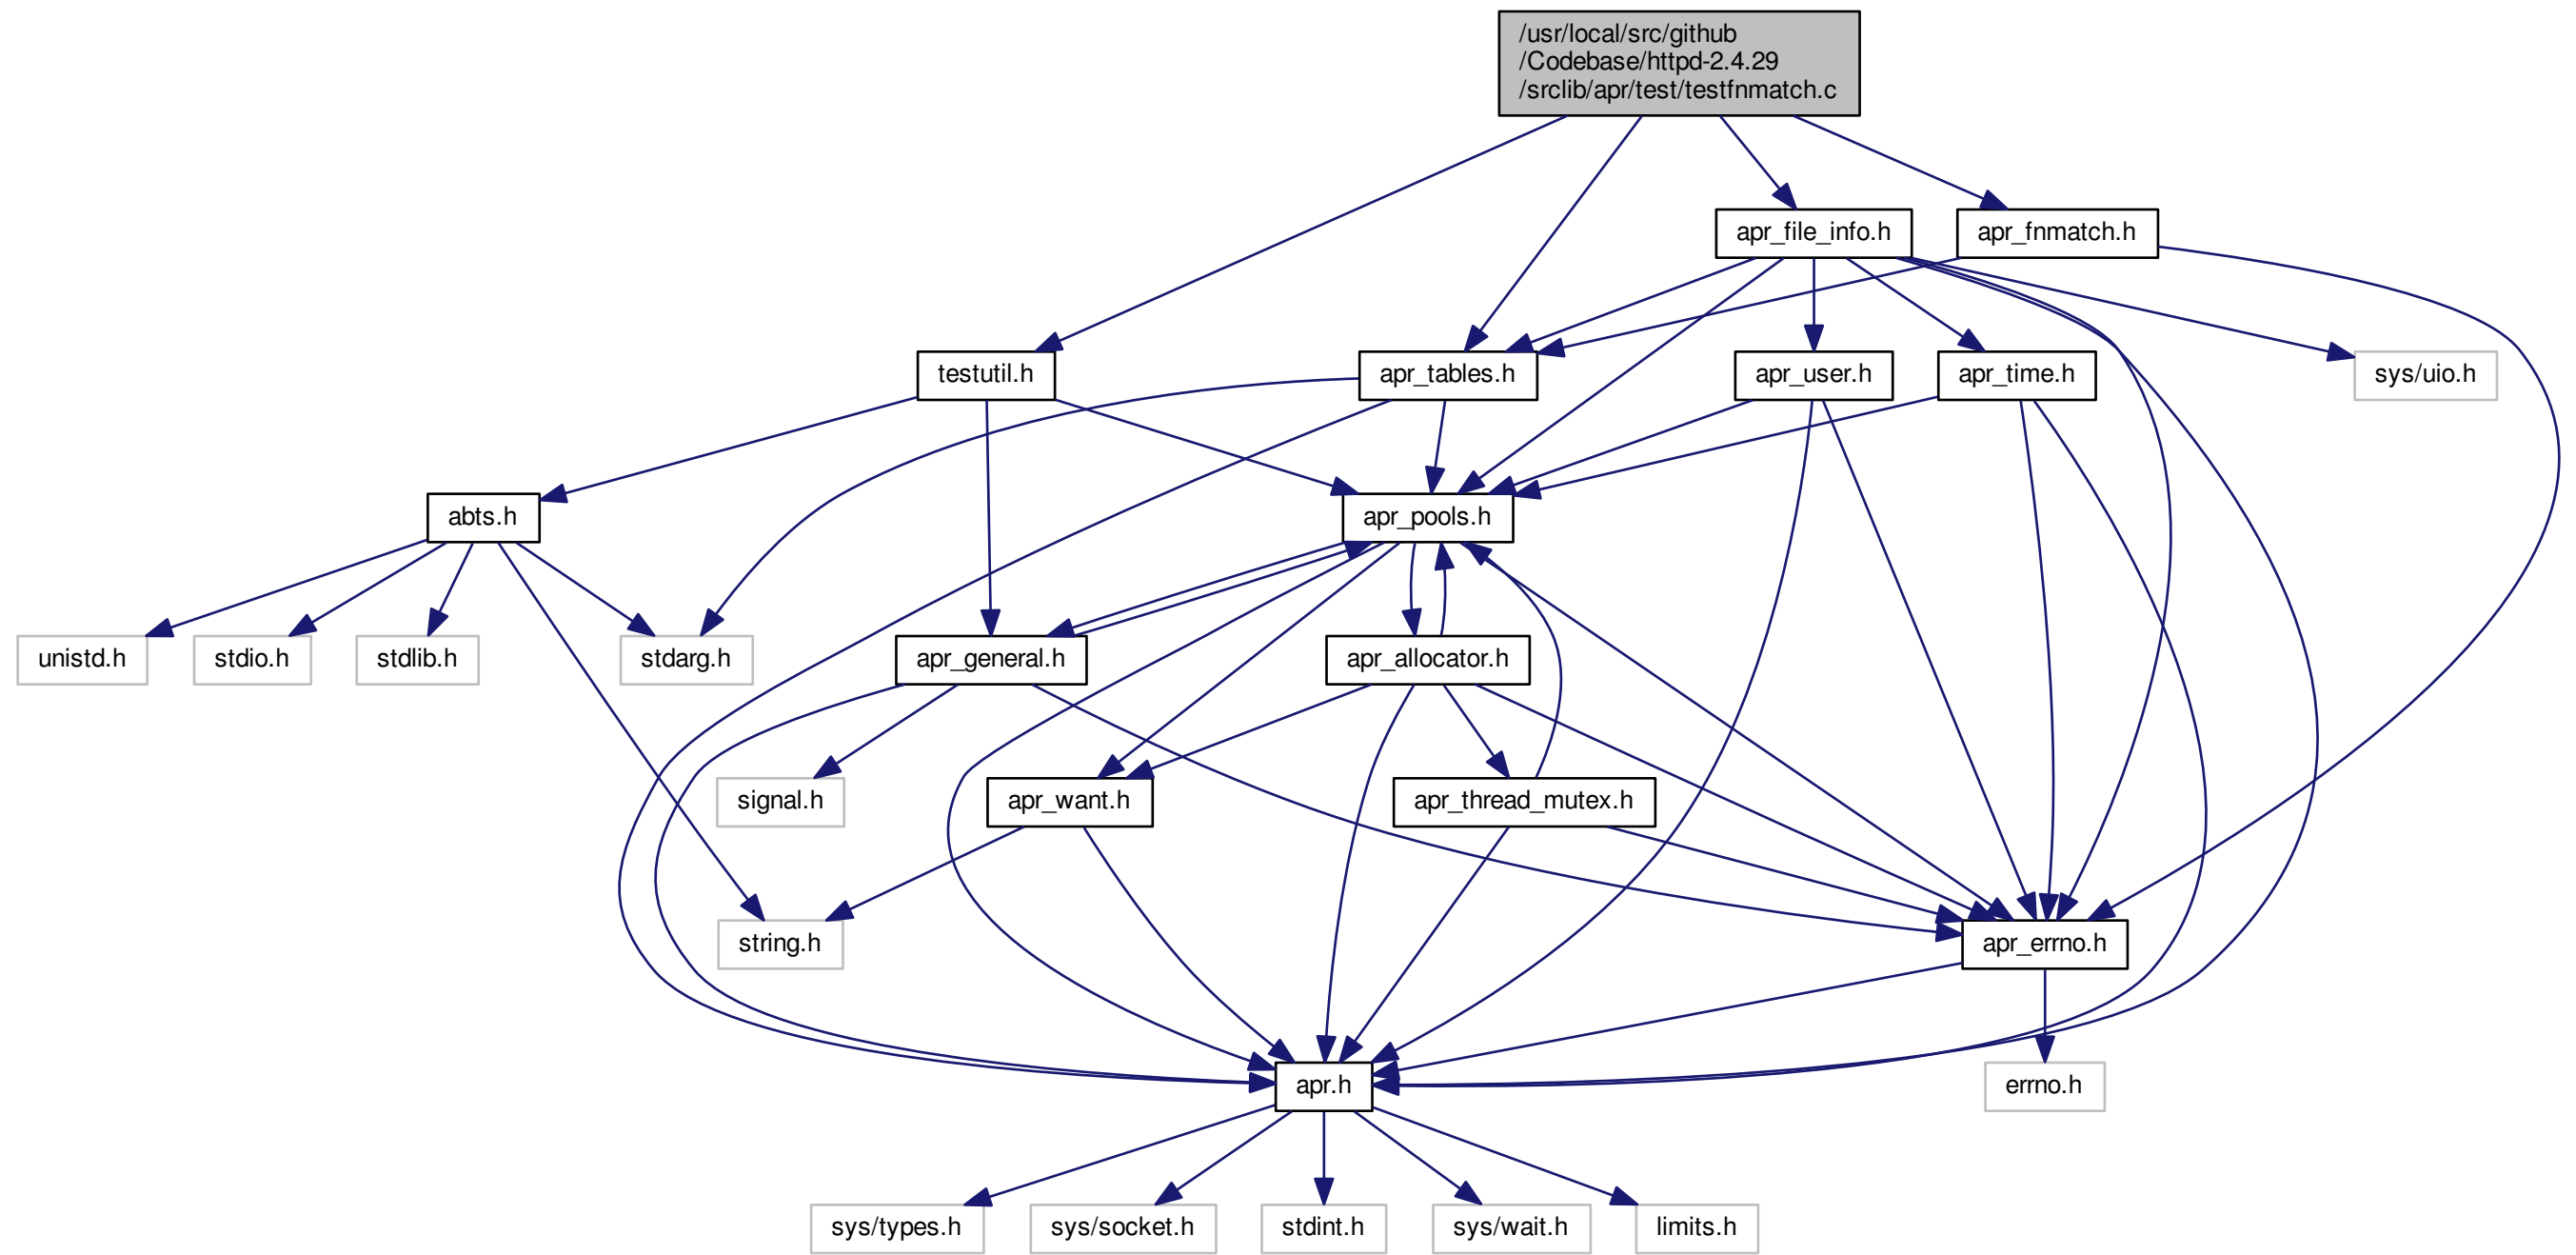 /usr/local/src/github
/Codebase/httpd-2.4.29
/srclib/apr/test/testfnmatch.c
apr_file_info.h
apr_fnmatch.h
testutil.h
apr_tables.h
apr_user.h
apr_time.h
sys/uio.h
abts.h
apr_pools.h
unistd.h
stdio.h
stdlib.h
stdarg.h
apr_general.h
apr_allocator.h
signal.h
apr_want.h
apr_thread_mutex.h
string.h
apr_errno.h
apr.h
errno.h
sys/types.h
sys/socket.h
stdint.h
sys/wait.h
limits.h